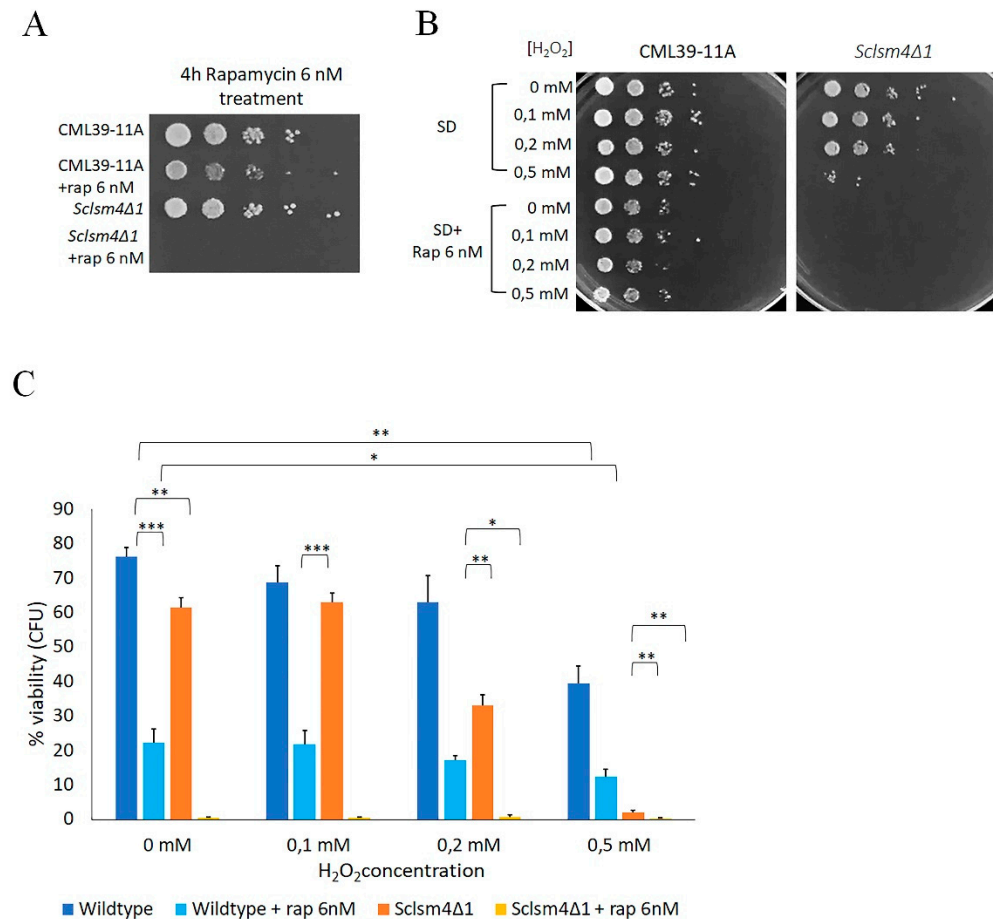 A
4h Rapamycin 6 nM
treatment
CML39-11A
CML39-11A
+rap 6 nM
Sclsm4Δ1
Sclsm4Δ1
+ rap 6 nM
B
[H₂O₂]
CML39-11A
Sclsm4Δ1
SD
0 mM
0,1 mM
0,2 mM
0,5 mM
SD+
Rap 6 nM
0 mM
0,1 mM
0,2 mM
0,5 mM
C
**
*
**
***
***
*
**
**
**
% viability (CFU)
90
80
70
60
50
40
30
20
10
0
0 mM
0,1 mM
0,2 mM
0,5 mM
H₂O₂concentration
Wildtype
Wildtype + rap 6nM
Sclsm4Δ1
Sclsm4Δ1 + rap 6nM